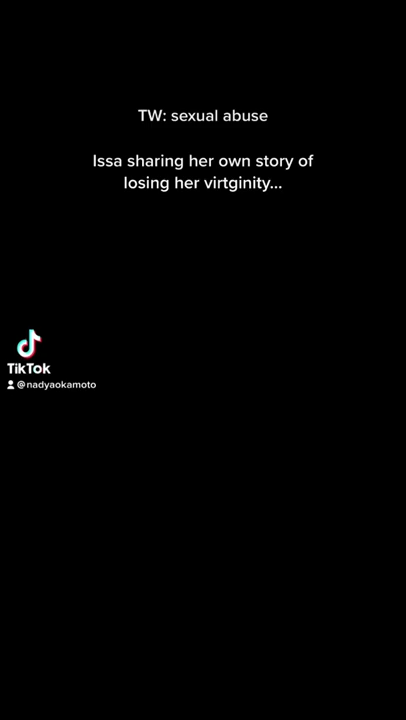 TW: sexual abuse
Issa sharing her own story of
losing her virtginity...
TikTok
@nadyaokamoto